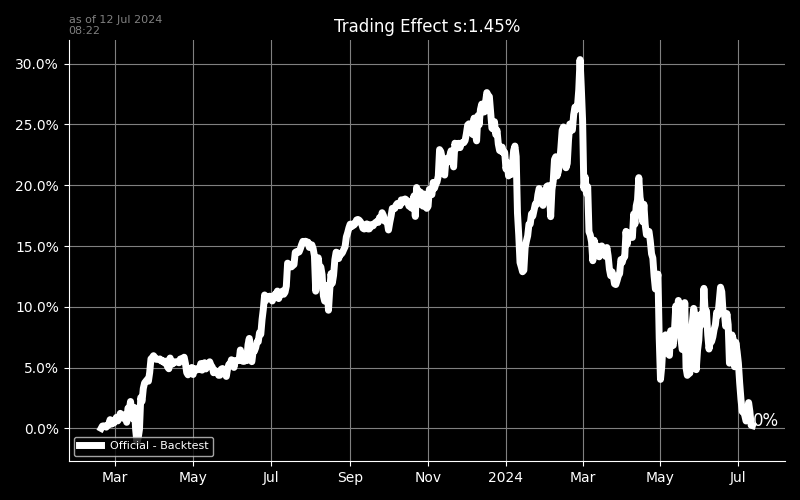 as of 12 Jul 2024
08:22
Trading Effect s:1.45%
30.0%
25.0%
20.0%
15.0%
10.0%
5.0%
0.0%
0%
Official - Backtest
Mar May Jul Sep Nov 2024 Mar May Jul